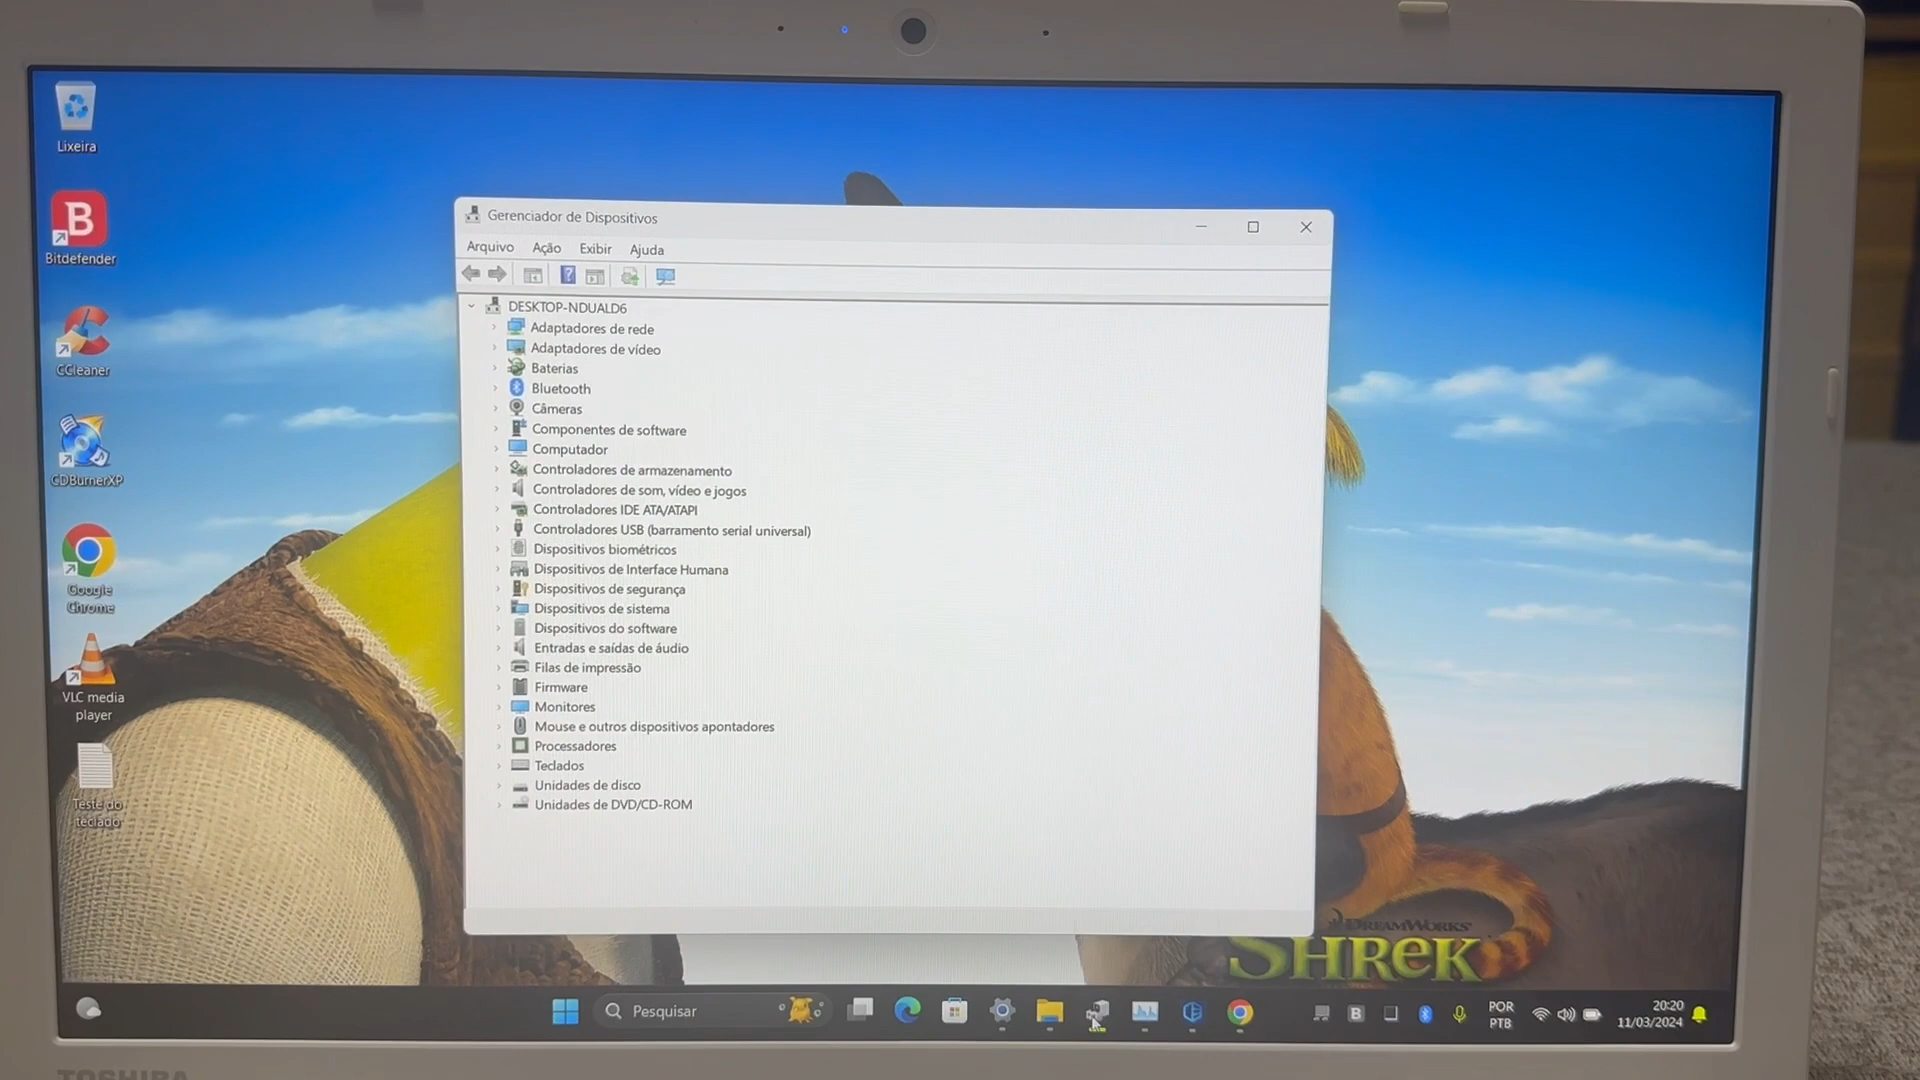 Lixeira
B
Bitdefender
CCleaner
CDBurnerXP
Google
Chrome
VLC media
player
Teste do
teclado
Gerenciador de Dispositivos
Arquivo Ação Exibir Ajuda
DESKTOP-NDUALD6
Adaptadores de rede
Adaptadores de vídeo
Baterias
Bluetooth
Câmeras
Componentes de software
Computador
Controladores de armazenamento
Controladores de som, vídeo e jogos
Controladores IDE ATA/ATAPI
Controladores USB (barramento serial universal)
Dispositivos biométricos
Dispositivos de Interface Humana
Dispositivos de segurança
Dispositivos de sistema
Dispositivos do software
Entradas e saídas de áudio
Filas de impressão
Firmware
Monitores
Mouse e outros dispositivos apontadores
Processadores
Teclados
Unidades de disco
Unidades de DVD/CD-ROM
DREAMWORKS
SHREK
Pesquisar
B
POR
PTB
20:20
11/03/2024
TOSHIBA